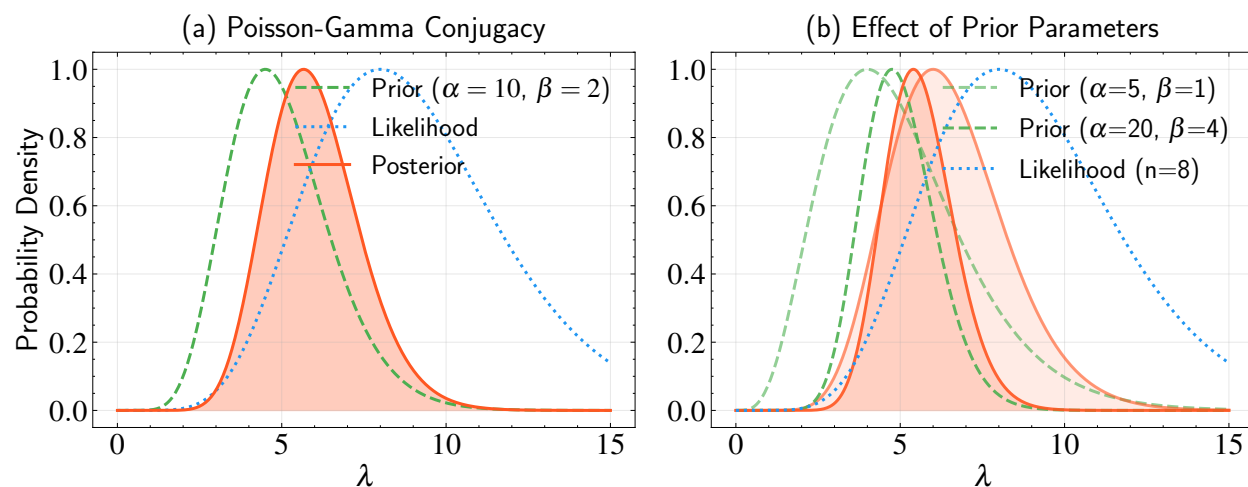 (a) Poisson-Gamma Conjugacy
Probability Density
1.0
0.8
0.6
0.4
0.2
0.0
Prior (α = 10, β = 2)
Likelihood
Posterior
0 5 10 15
λ
(b) Effect of Prior Parameters
1.0
0.8
0.6
0.4
0.2
0.0
Prior (α=5, β=1)
Prior (α=20, β=4)
Likelihood (n=8)
0 5 10 15
λ